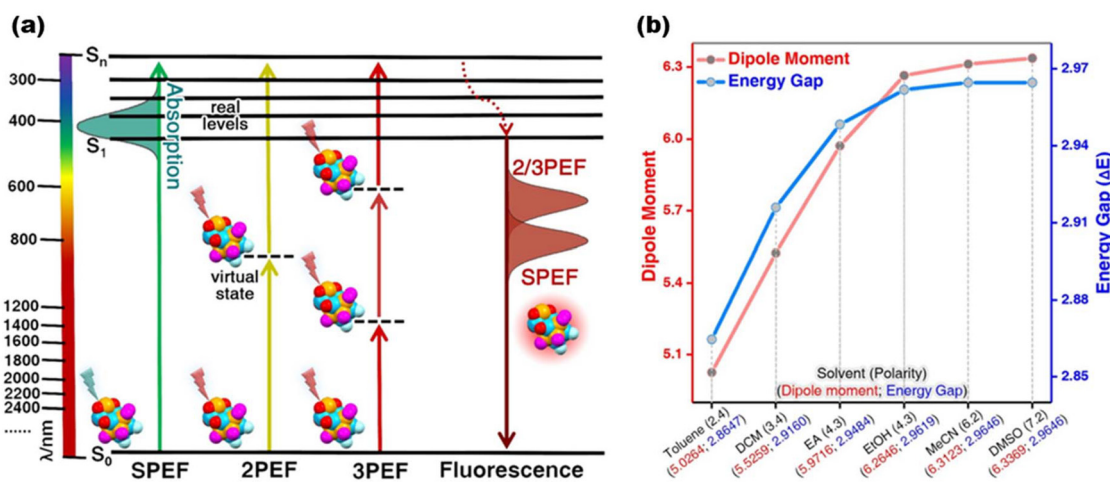 (a)
Sn
300
400
S1
600
800
1200
1400
1600
1800
2000
2200
2400
......
λ/nm
S0
Absorption
real
levels
virtual
state
2/3PEF
SPEF
SPEF
2PEF
3PEF
Fluorescence
(b)
Dipole Moment
Energy Gap
Dipole Moment
6.3
6.0
5.7
5.4
5.1
2.97
2.94
2.91
2.88
2.85
Energy Gap (ΔE)
Solvent (Polarity)
(Dipole moment; Energy Gap)
Toluene (2.4)
(5.0264; 2.8647)
DCM (3.4)
(5.5259; 2.9160)
EA (4.3)
(5.9716; 2.9484)
EtOH (4.3)
(6.2646; 2.9619)
MeCN (6.2)
(6.3123; 2.9646)
DMSO (7.2)
(6.3369; 2.9646)